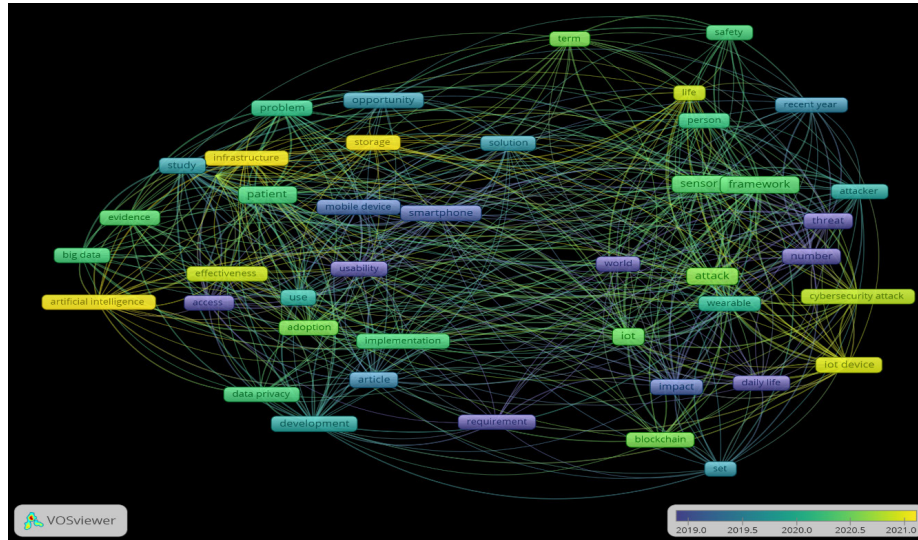 term
safety
life
recent year
opportunity
problem
person
storage
solution
infrastructure
study
sensor
framework
attacker
patient
mobile device
smartphone
evidence
threat
big data
number
world
usability
effectiveness
attack
artificial intelligence
access
use
wearable
cybersecurity attack
adoption
iot
implementation
iot device
article
impact
daily life
data privacy
development
requirement
blockchain
set
VOSviewer
2019.0 2019.5 2020.0 2020.5 2021.0